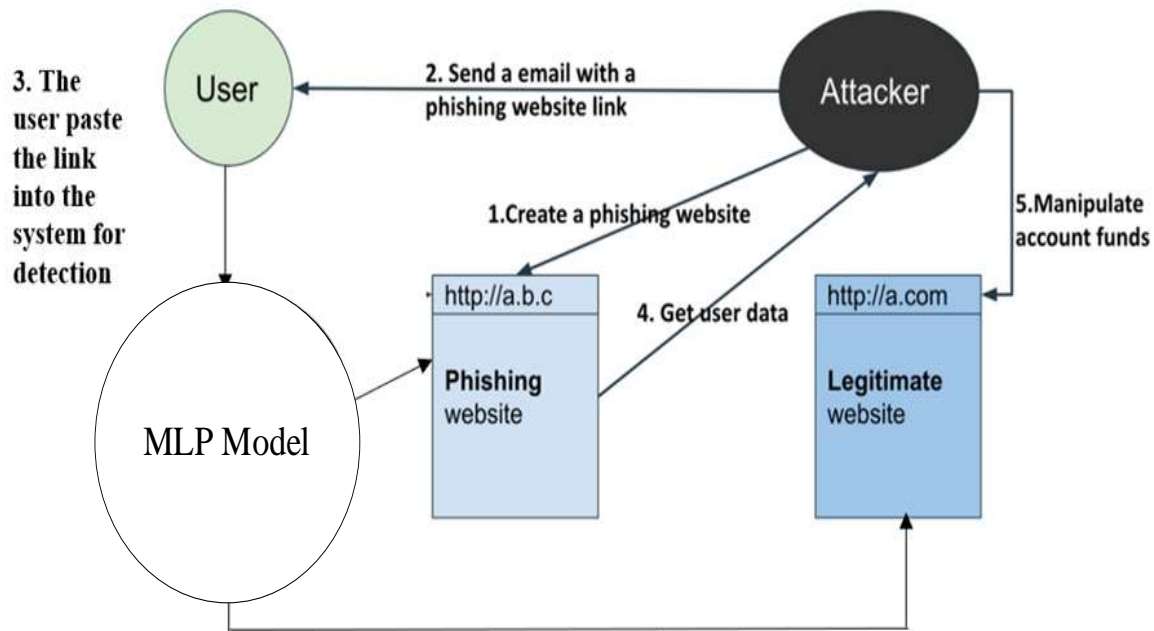 User
Attacker
2. Send a email with a
phishing website link
3. The
user paste
the link
into the
system for
detection
1.Create a phishing website
5.Manipulate
account funds
http://a.b.c
4. Get user data
http://a.com
Phishing
website
Legitimate
website
MLP Model